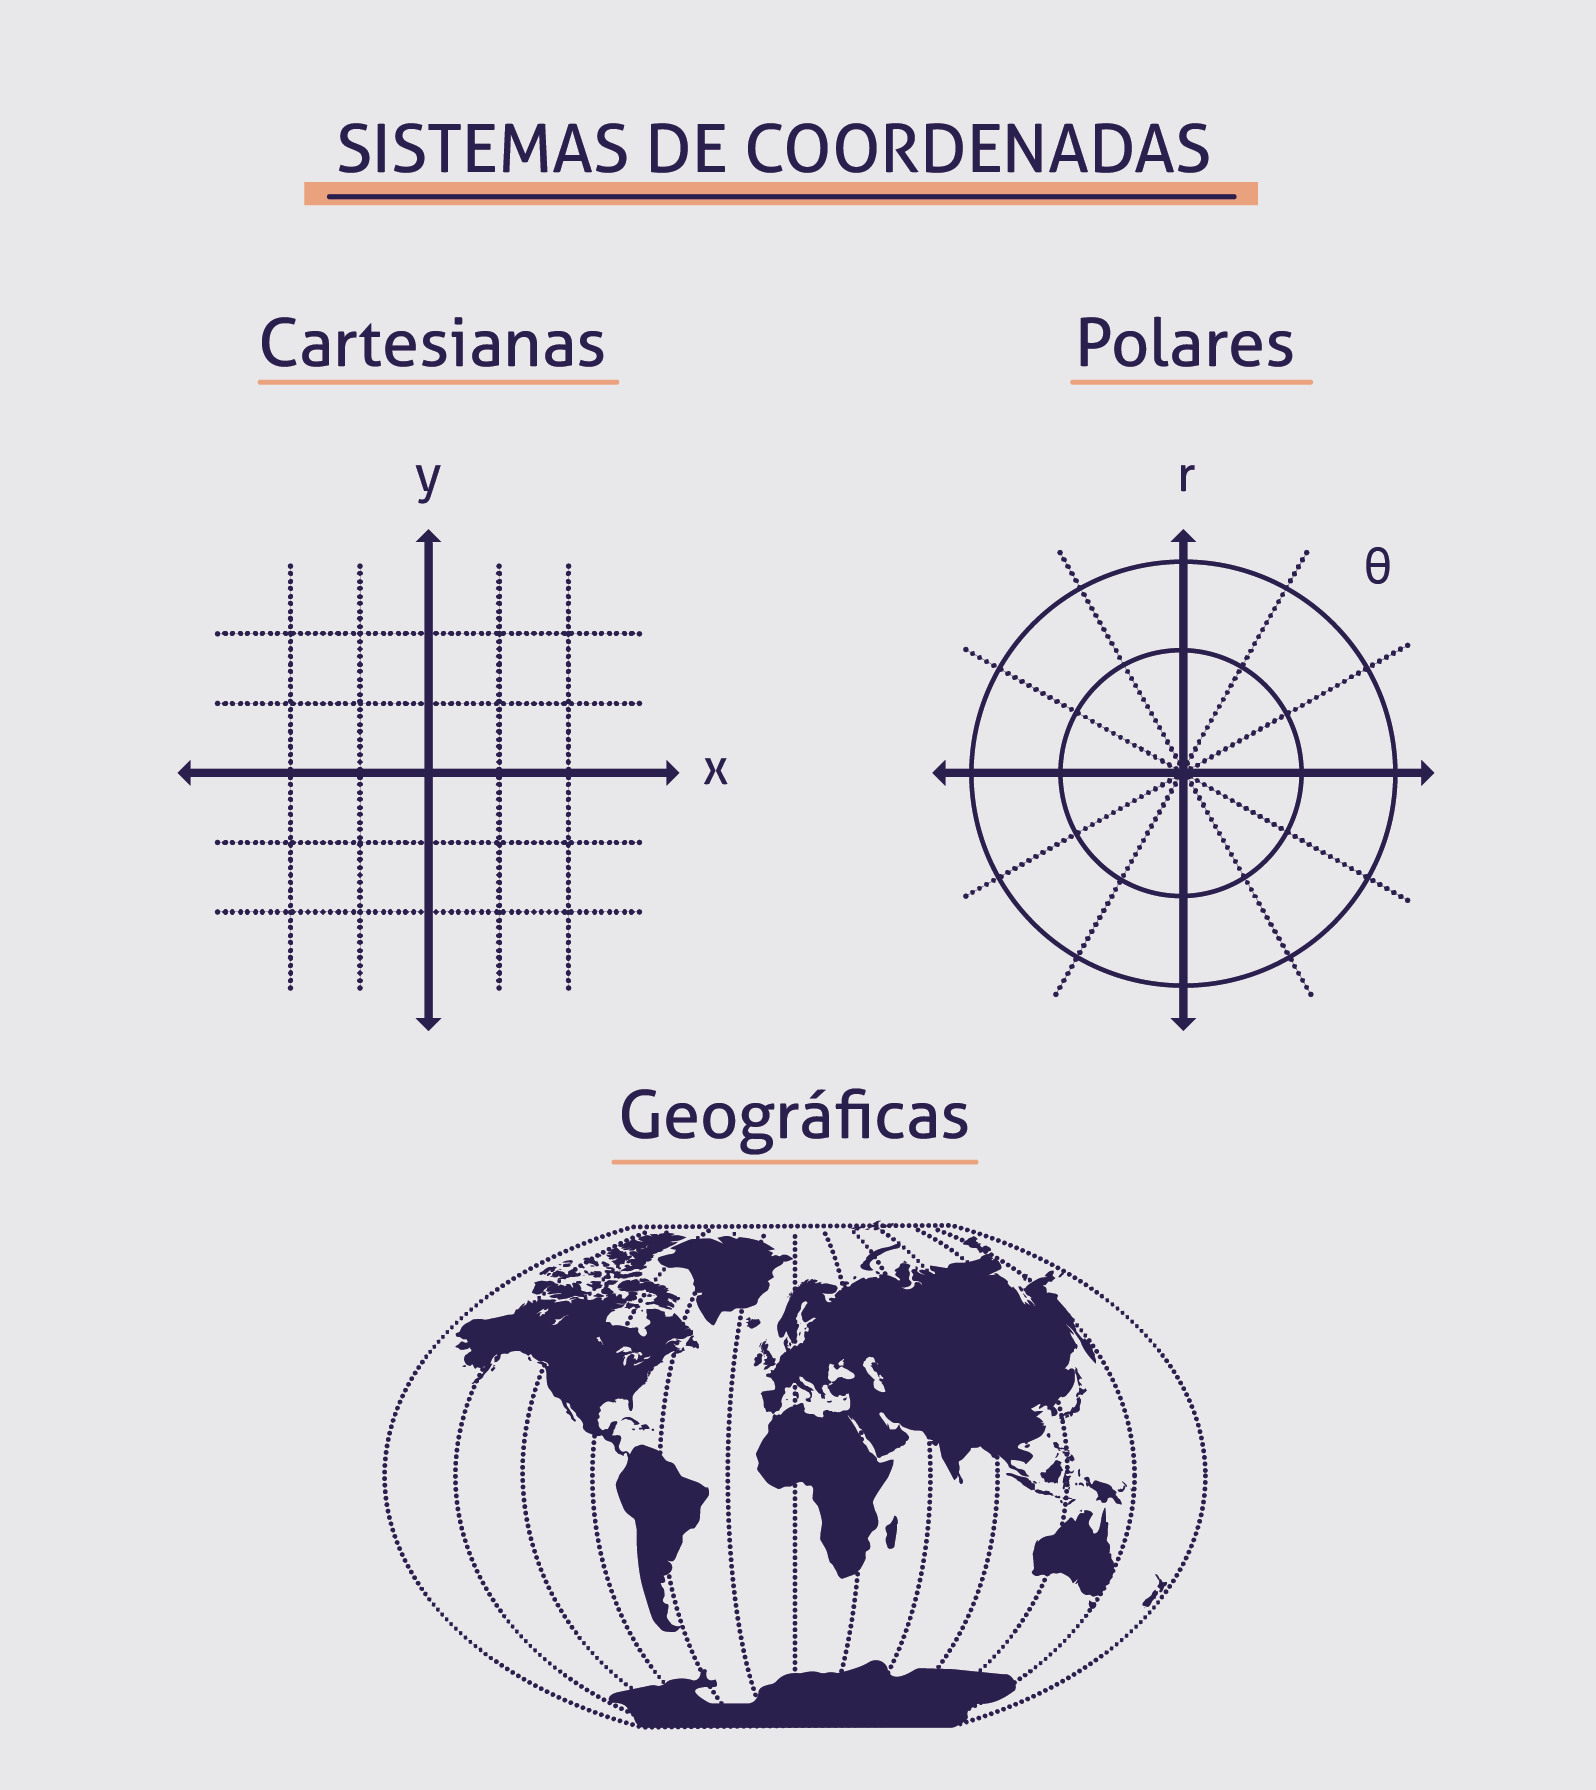 SISTEMAS DE COORDENADAS
Cartesianas
Polares
y
x
r
θ
Geográficas